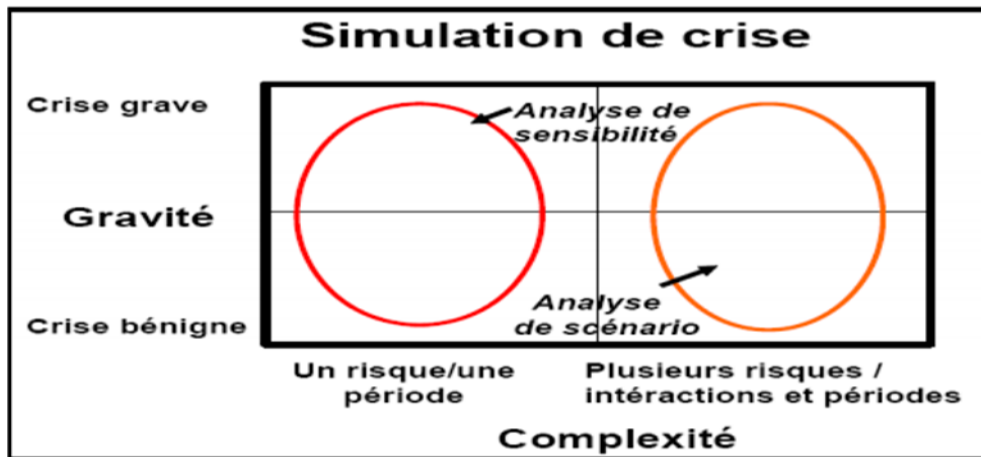 Simulation de crise
Crise grave
Analyse de
sensibilité
Gravité
Analyse
de scénario
Crise bénigne
Un risque/une
période
Plusieurs risques /
intéractions et périodes
Complexité